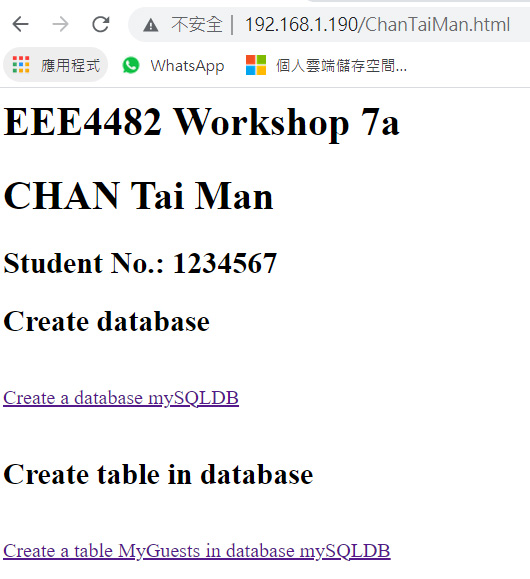 不安全 | 192.168.1.190/ChanTaiMan.html
應用程式 WhatsApp 個人雲端儲存空間...
EEE4482 Workshop 7a
CHAN Tai Man
Student No.: 1234567
Create database
Create a database mySQLDB
Create table in database
Create a table MyGuests in database mySQLDB